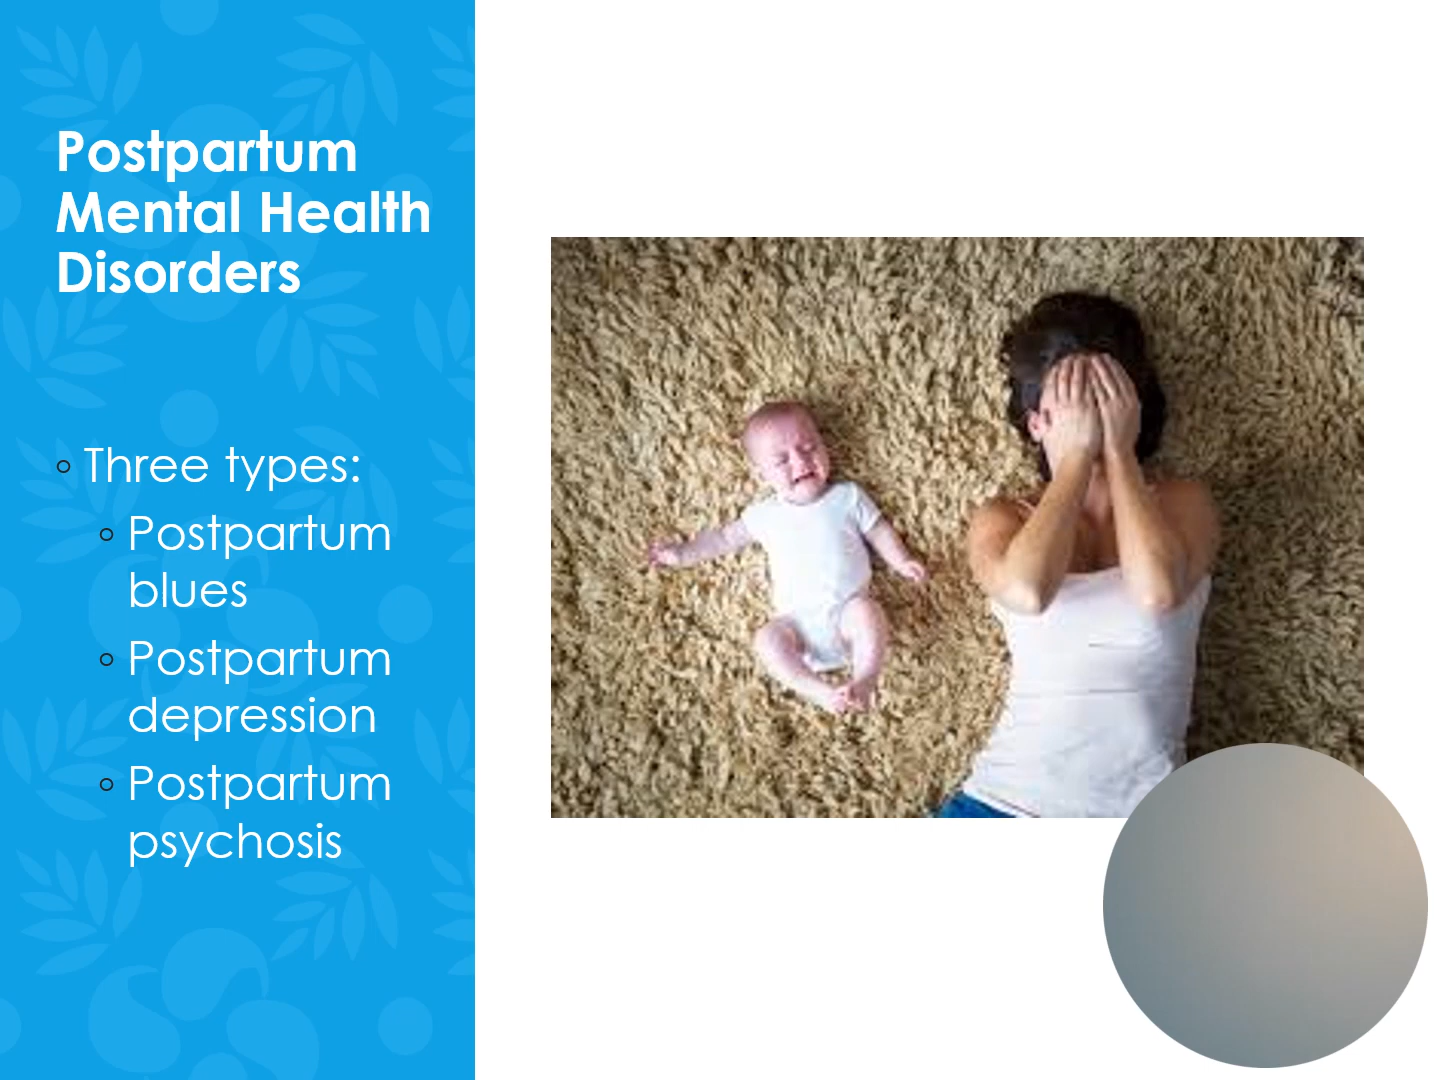 Postpartum
Mental Health
Disorders
◦ Three types:
◦ Postpartum
blues
◦ Postpartum
depression
◦ Postpartum
psychosis